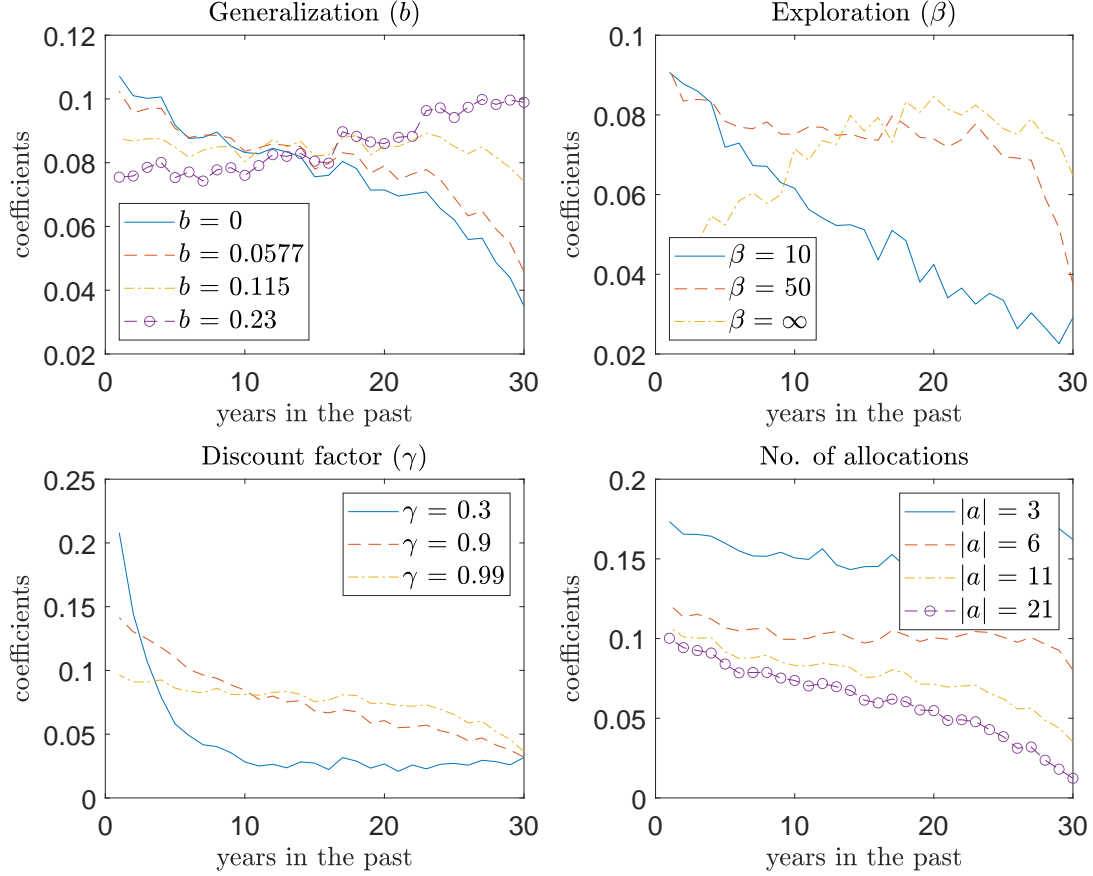 Generalization (b)
0.12
0.1
0.08
0.06
0.04
0.02
coefficients
b = 0
b = 0.0577
b = 0.115
b = 0.23
0 10 20 30
years in the past
Exploration (β)
0.1
0.08
0.06
0.04
0.02
coefficients
β = 10
β = 50
β = ∞
0 10 20 30
years in the past
Discount factor (γ)
0.25
0.2
0.15
0.1
0.05
0
coefficients
γ = 0.3
γ = 0.9
γ = 0.99
0 10 20 30
years in the past
No. of allocations
0.2
0.15
0.1
0.05
0
coefficients
|a| = 3
|a| = 6
|a| = 11
|a| = 21
0 10 20 30
years in the past